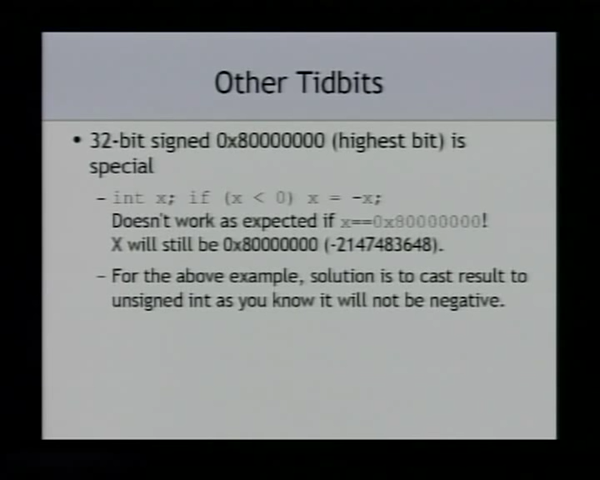 Other Tidbits
• 32-bit signed 0x80000000 (highest bit) is
special
– int x; if (x < 0) x = -x;
Doesn't work as expected if x==0x80000000!
X will still be 0x80000000 (-2147483648).
– For the above example, solution is to cast result to
unsigned int as you know it will not be negative.